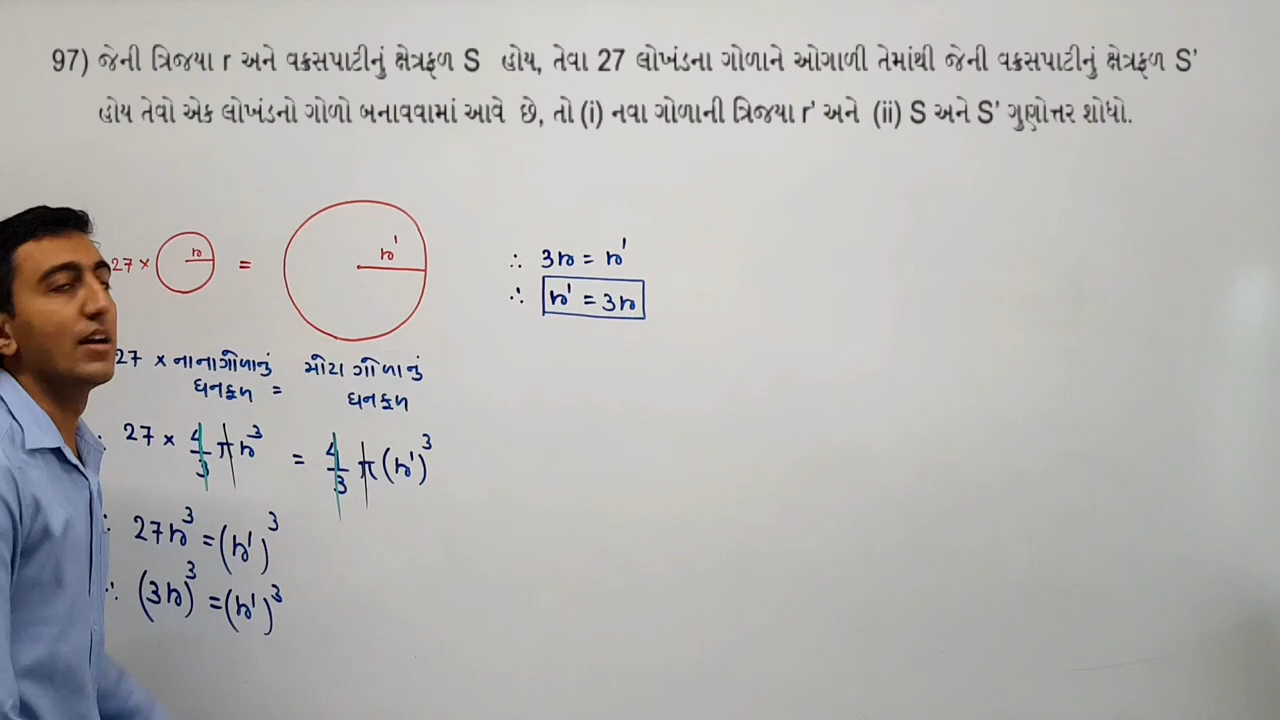 97) જેની ત્રિજ્યા r અને વક્રસપાટીનું ક્ષેત્રફળ S હોય, તેવા 27 લોખંડના ગોળાને ઓગાળી તેમાંથી જેની વક્રસપાટીનું ક્ષેત્રફળ S'
હોય તેવો એક લોખંડનો ગોળો બનાવવામાં આવે છે, તો (i) નવા ગોળાની ત્રિજ્યા r' અને (ii) S અને S' ગુણોત્તર શોધો.
27 × r = r'
27 × નાના ગોળાનું ઘનફળ = મોટા ગોળાનું ઘનફળ
∴ 27 × 4/3 πr³ = 4/3 π(r')³
∴ 27r³ = (r')³
∴ (3r)³ = (r')³
∴ 3r = r'
∴ r' = 3r